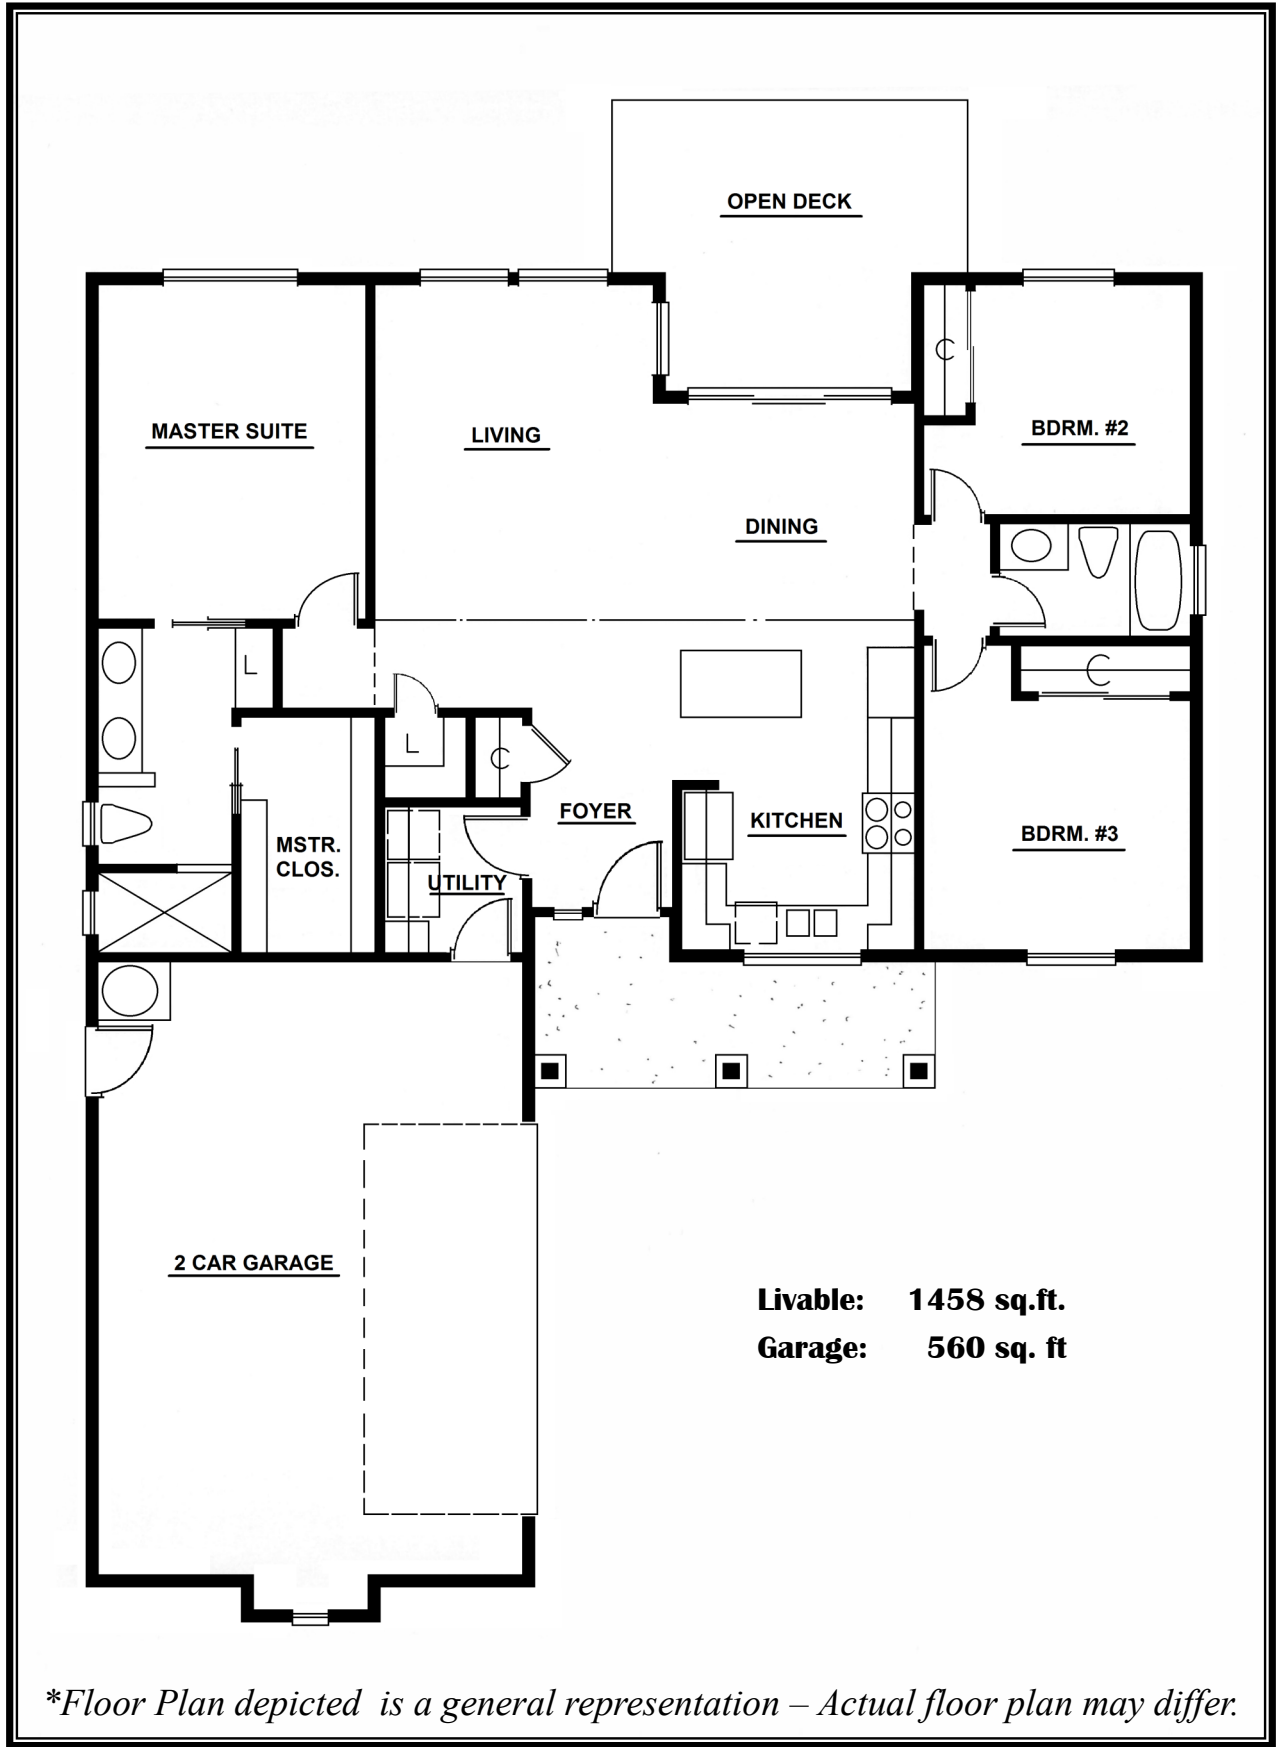 OPEN DECK
C
MASTER SUITE
LIVING
BDRM. #2
DINING
L
C
L
C
FOYER
KITCHEN
BDRM. #3
MSTR.
CLOS.
UTILITY
2 CAR GARAGE
Livable: 1458 sq.ft.
Garage: 560 sq. ft
*Floor Plan depicted is a general representation – Actual floor plan may differ.